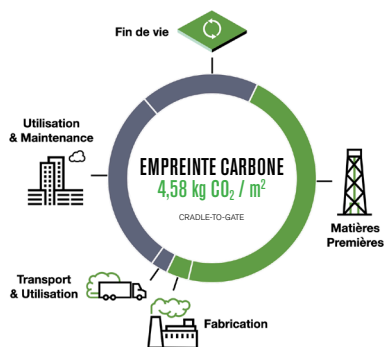 Fin de vie
Utilisation
& Maintenance
EMPREINTE CARBONE
4,58 kg CO₂ / m²
CRADLE-TO-GATE
Matières
Premières
Transport
& Utilisation
Fabrication